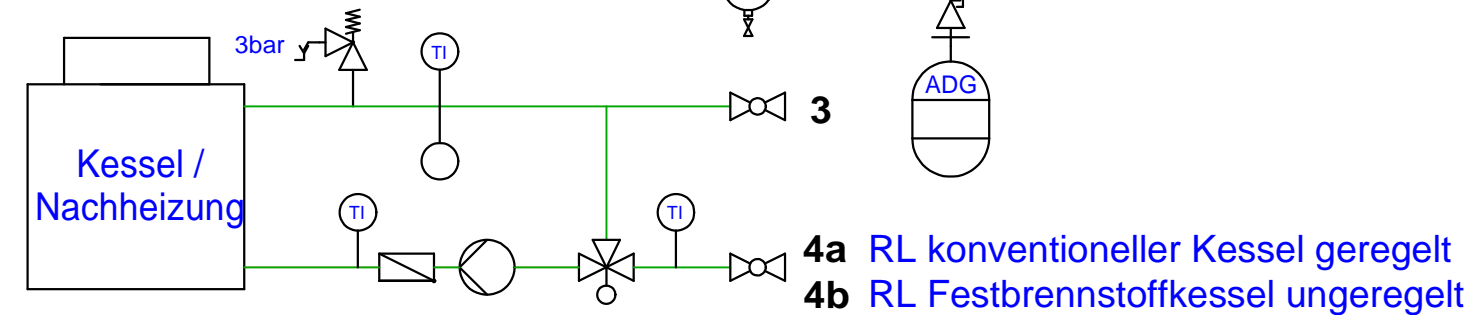 3bar
TI
ADG
3
Kessel /
Nachheizung
TI
TI
4a RL konventioneller Kessel geregelt
4b RL Festbrennstoffkessel ungeregelt